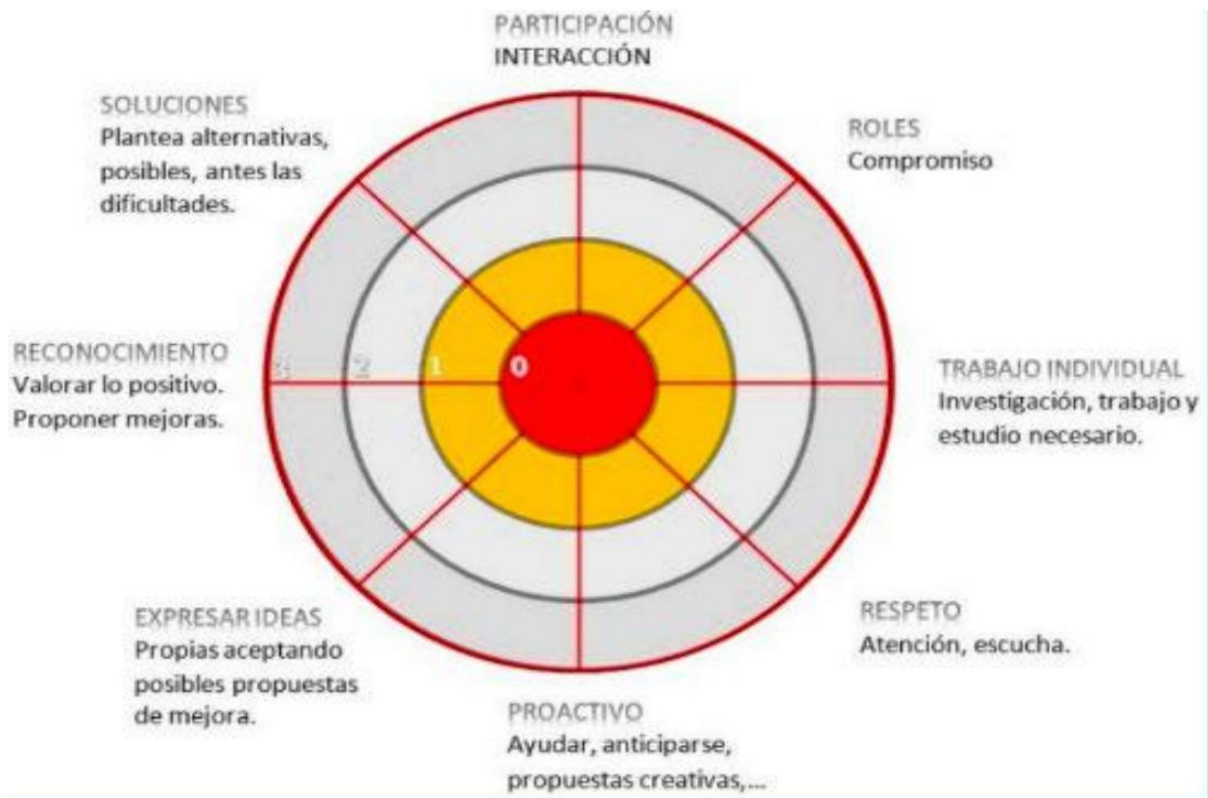 PARTICIPACIÓN
INTERACCIÓN
SOLUCIONES
Plantea alternativas,
posibles, antes las
dificultades.
ROLES
Compromiso
RECONOCIMIENTO
Valorar lo positivo.
Proponer mejoras.
3 2 1 0
TRABAJO INDIVIDUAL
Investigación, trabajo y
estudio necesario.
EXPRESAR IDEAS
Propias aceptando
posibles propuestas
de mejora.
RESPETO
Atención, escucha.
PROACTIVO
Ayudar, anticiparse,
propuestas creativas,...